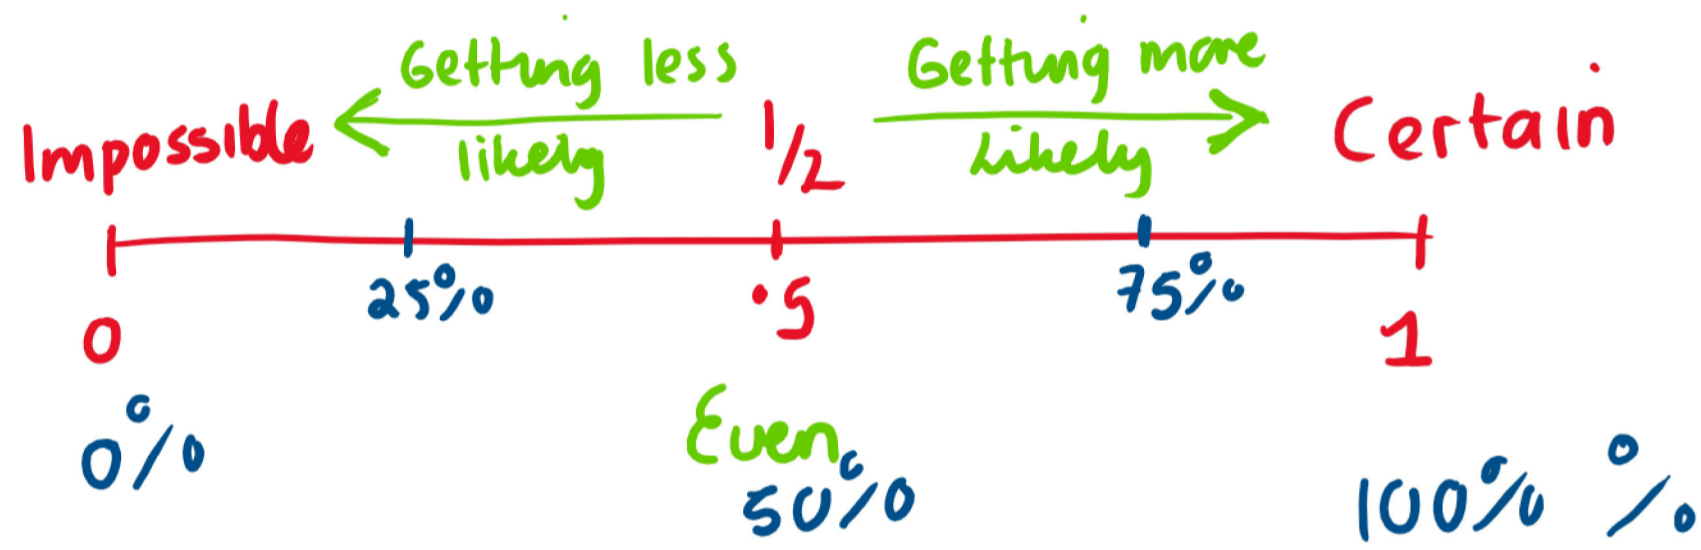 Getting less Getting more
Impossible 1/2 Certain
likely Likely
25% .5 75%
0 1
Even
0% 50% 100% %